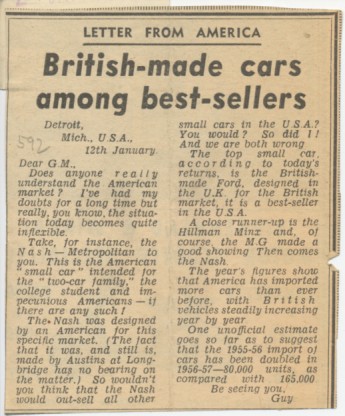 LETTER FROM AMERICA
British-made cars
among best-sellers
592
Detroit,
Mich., U.S.A.,
12th January.
Dear G.M.,
Does anyone really
understand the American
market? I've had my
doubts for a long time but
really, you know, the situa-
tion today becomes quite
inflexible.
Take, for instance, the
Nash—Metropolitan to
you. This is the American
"small car" intended for
the "two-car family," the
college student and im-
pecunious Americans—if
there are any such!
The Nash was designed
by an American for this
specific market. (The fact
that it was, and still is,
made by Austins at Long-
bridge has no bearing on
the matter.) So wouldn't
you think that the Nash
would out-sell all other
small cars in the U.S.A.?
You would? So did I!
And we are both wrong
The top small car,
according to today's
returns, is the British-
made Ford, designed in
the U.K. for the British
market, it is a best-seller
in the U.S.A.
A close runner-up is the
Hillman Minx and, of
course, the M.G made a
good showing Then comes
the Nash.
The year's figures show
that America has imported
more cars than ever
before, with British
vehicles steadily increasing
year by year
One unofficial estimate
goes so far as to suggest
that the 1955-56 import of
cars has been doubled in
1956-57—80,000 units, as
compared with 165,000
Be seeing you,
Guy